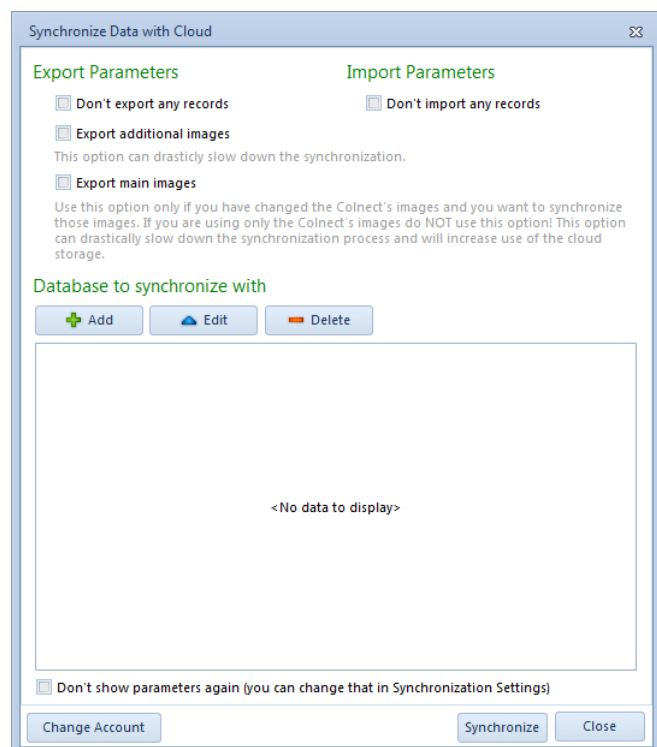 Synchronize Data with Cloud
Export Parameters
Import Parameters
Don't export any records
Don't import any records
Export additional images
This option can drasticly slow down the synchronization.
Export main images
Use this option only if you have changed the Colnect's images and you want to synchronize
those images. If you are using only the Colnect's images do NOT use this option! This option
can drastically slow down the synchronization process and will increase use of the cloud
storage.
Database to synchronize with
Add
Edit
Delete
<No data to display>
Don't show parameters again (you can change that in Synchronization Settings)
Change Account
Synchronize
Close